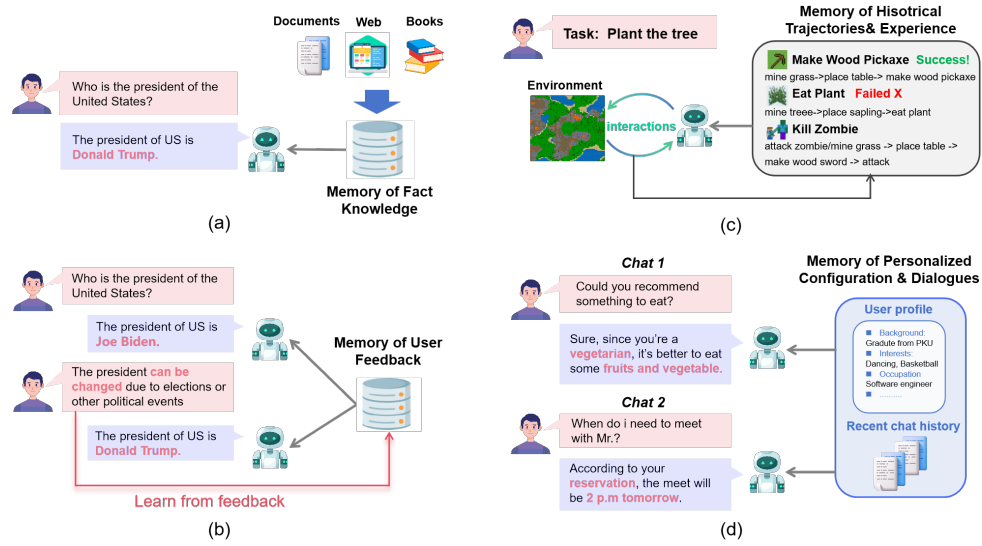 Documents
Web
Books
Who is the president of the
United States?
The president of US is
Donald Trump.
Memory of Fact
Knowledge
(a)
Who is the president of the
United States?
The president of US is
Joe Biden.
The president can be
changed due to elections or
other political events
The president of US is
Donald Trump.
Memory of User
Feedback
Learn from feedback
(b)
Task: Plant the tree
Environment
interactions
Memory of Hisotrical
Trajectories& Experience
Make Wood Pickaxe Success!
mine grass->place table-> make wood pickaxe
Eat Plant Failed X
mine treee->place sapling->eat plant
Kill Zombie
attack zombie/mine grass -> place table ->
make wood sword -> attack
(c)
Chat 1
Could you recommend
something to eat?
Sure, since you're a
vegetarian, it's better to eat
some fruits and vegetable.
Chat 2
When do i need to meet
with Mr.?
According to your
reservation, the meet will
be 2 p.m tomorrow.
Memory of Personalized
Configuration & Dialogues
User profile
Background:
Gradute from PKU
Interests:
Dancing, Basketball
Occupation
Software engineer
............
Recent chat history
(d)